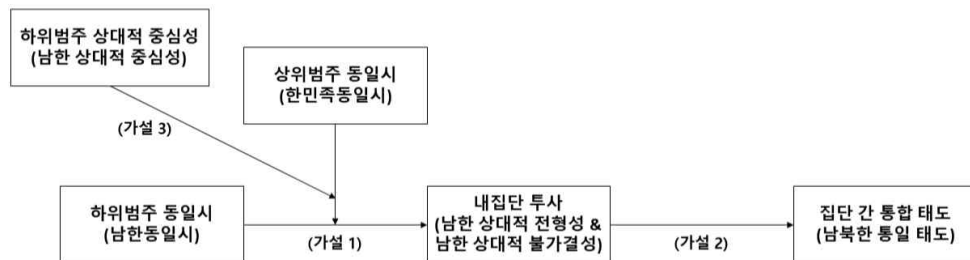 하위범주 상대적 중심성
(남한 상대적 중심성)
상위범주 동일시
(한민족동일시)
(가설 3)
하위범주 동일시
(남한동일시)
(가설 1)
내집단 투사
(남한 상대적 전형성 &
남한 상대적 불가결성)
(가설 2)
집단 간 통합 태도
(남북한 통일 태도)